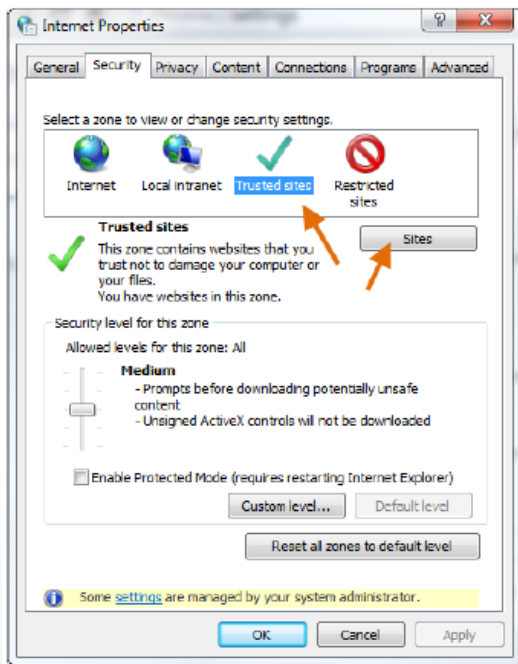 Internet Properties
General Security Privacy Content Connections Programs Advanced
Select a zone to view or change security settings.
Internet Local intranet Trusted sites Restricted
sites
Trusted sites
Sites
This zone contains websites that you
trust not to damage your computer or
your files.
You have websites in this zone.
Security level for this zone
Allowed levels for this zone: All
Medium
- Prompts before downloading potentially unsafe
content
- Unsigned ActiveX controls will not be downloaded
Enable Protected Mode (requires restarting Internet Explorer)
Custom level... Default level
Reset all zones to default level
Some settings are managed by your system administrator.
OK Cancel Apply